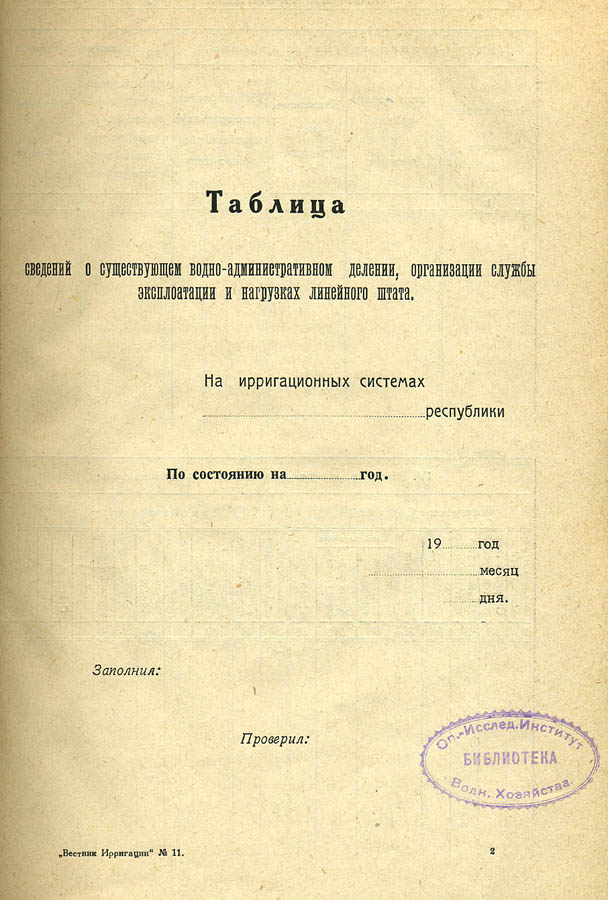 Таблица
сведений о существующем водно-административном делении, организации службы
эксплоатации и нагрузках линейного штата.
На ирригационных системах
республики
По состоянию на год.
19 год
месяц
дня.
Заполния:
Проверил:
Оп.-Исслед.Институт
БИБЛИОТЕКА
Водн. Хозяйства.
„Вестник Ирригации“ № 11.
2